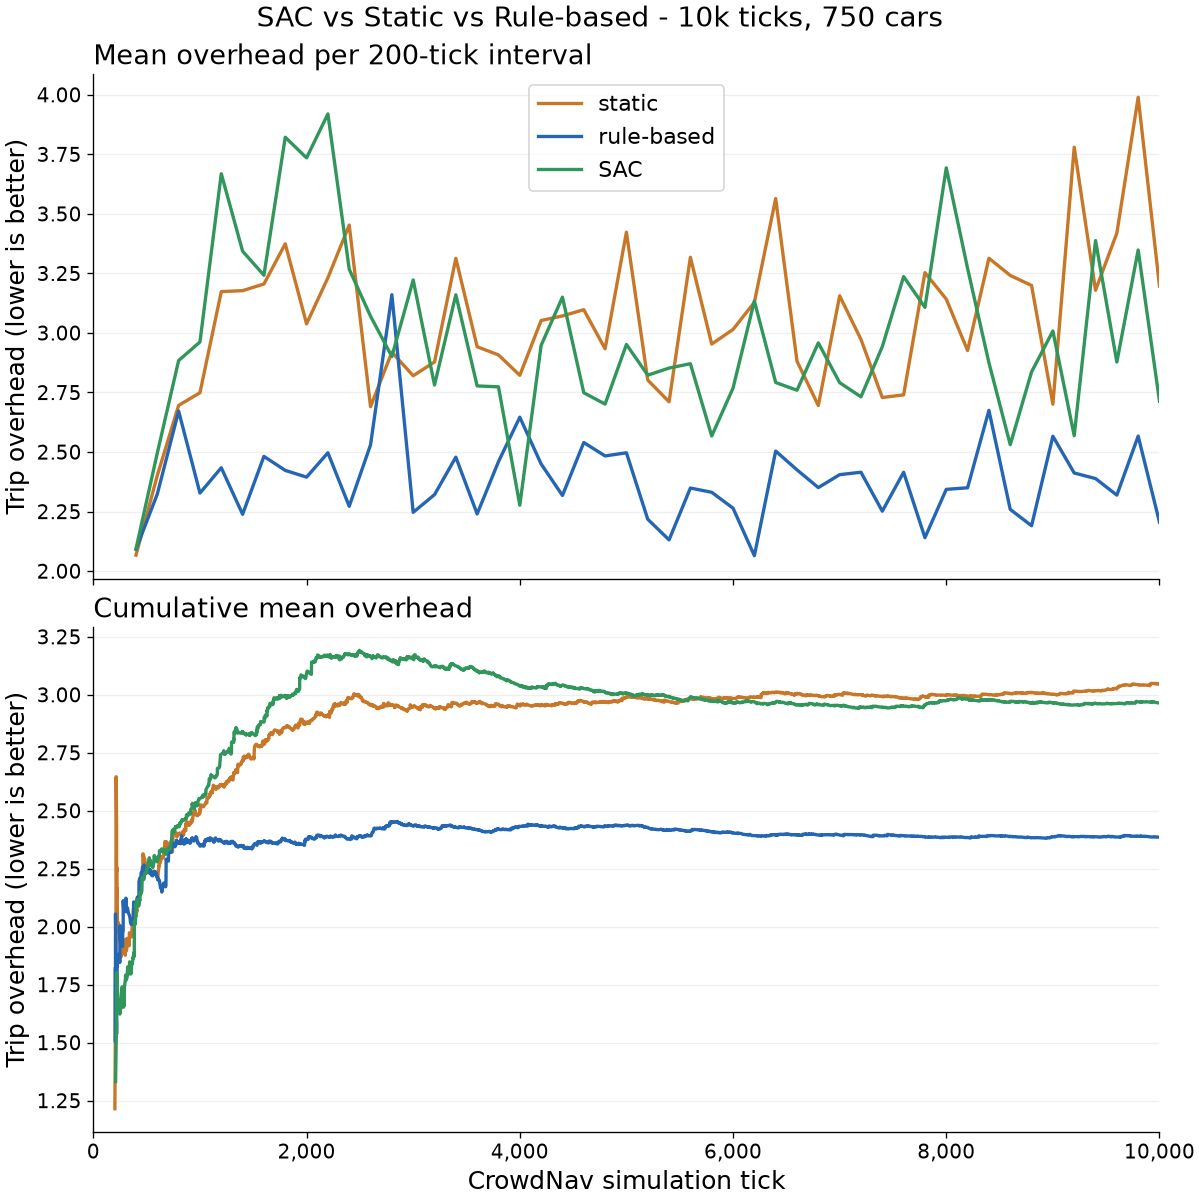 SAC vs Static vs Rule-based - 10k ticks, 750 cars
Mean overhead per 200-tick interval
Trip overhead (lower is better)
4.00
3.75
3.50
3.25
3.00
2.75
2.50
2.25
2.00
static
rule-based
SAC
Cumulative mean overhead
Trip overhead (lower is better)
3.25
3.00
2.75
2.50
2.25
2.00
1.75
1.50
1.25
0
2,000
4,000
6,000
8,000
10,000
CrowdNav simulation tick